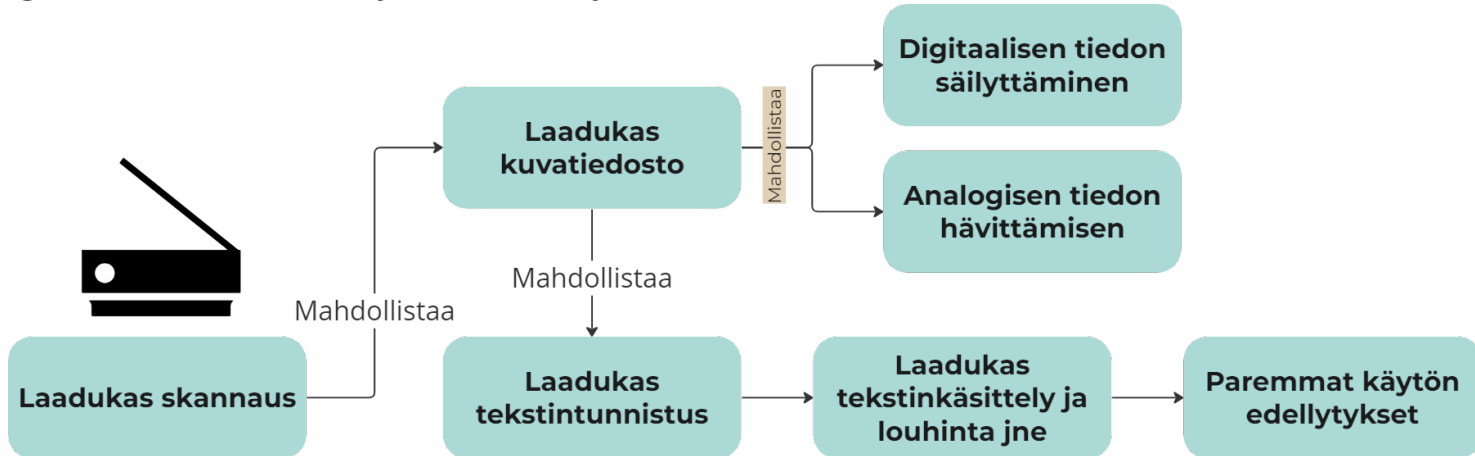 Digitaalisen tiedon
säilyttäminen
Laadukas
kuvatiedosto
Mahdollistaa
Analogisen tiedon
hävittämisen
Mahdollistaa
Mahdollistaa
Laadukas skannaus
Laadukas
tekstintunnistus
Laadukas
tekstinkäsittely ja
louhinta jne
Paremmat käytön
edellytykset